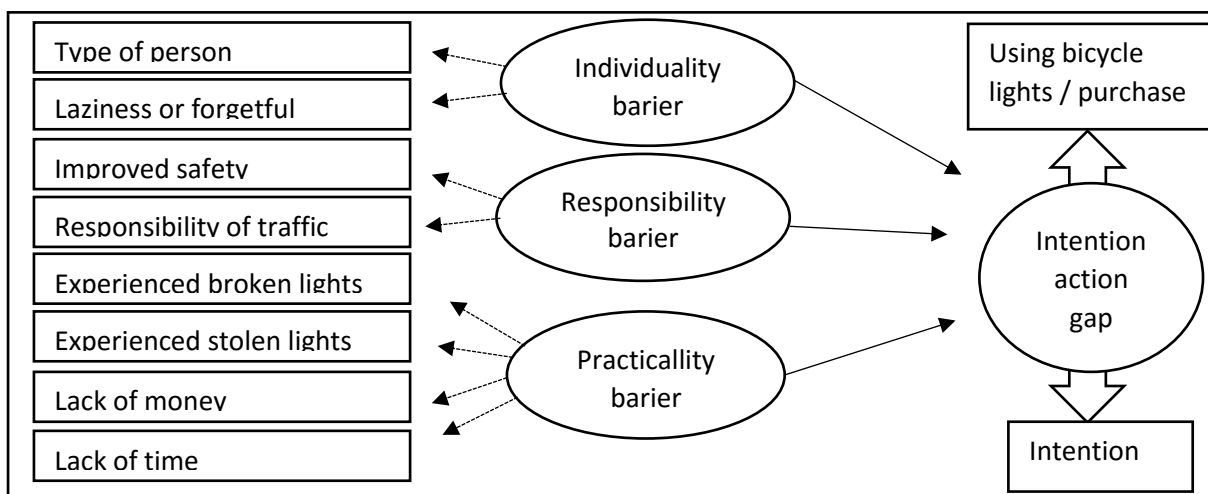 Type of person
Laziness or forgetful
Improved safety
Responsibility of traffic
Experienced broken lights
Experienced stolen lights
Lack of money
Lack of time
Individuality
barier
Responsibility
barier
Practicallity
barier
Using bicycle
lights / purchase
Intention
action
gap
Intention